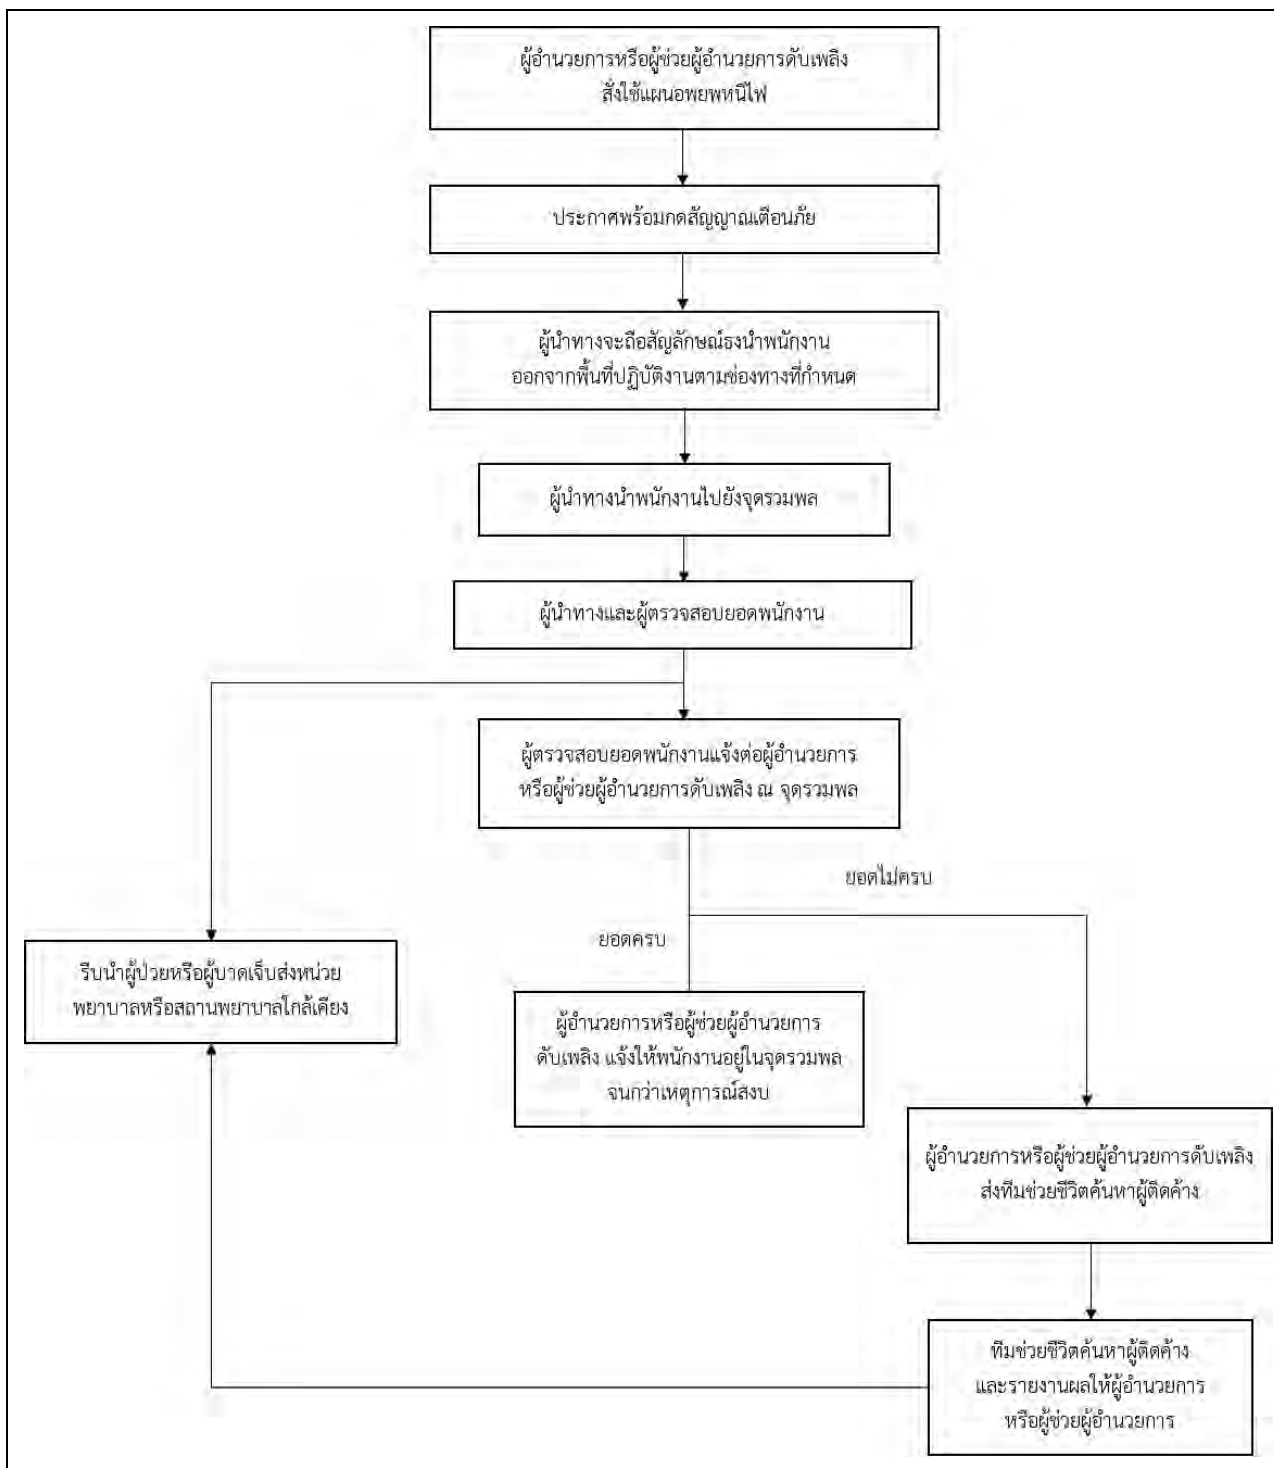 ผู้อำนวยการหรือผู้ช่วยผู้อำนวยการดับเพลิง
สั่งใช้แผนอพยพหนีไฟ
ประกาศพร้อมกดสัญญาณเตือนภัย
ผู้นำทางจะถือสัญลักษณ์ธงนำพนักงาน
ออกจากพื้นที่ปฏิบัติงานตามช่องทางที่กำหนด
ผู้นำทางนำพนักงานไปยังจุดรวมพล
ผู้นำทางและผู้ตรวจสอบยอดพนักงาน
ผู้ตรวจสอบยอดพนักงานแจ้งต่อผู้อำนวยการ
หรือผู้ช่วยผู้อำนวยการดับเพลิง ณ จุดรวมพล
ยอดไม่ครบ
ยอดครบ
รีบนำผู้ป่วยหรือผู้บาดเจ็บส่งหน่วย
พยาบาลหรือสถานพยาบาลใกล้เคียง
ผู้อำนวยการหรือผู้ช่วยผู้อำนวยการ
ดับเพลิง แจ้งให้พนักงานอยู่ในจุดรวมพล
จนกว่าเหตุการณ์สงบ
ผู้อำนวยการหรือผู้ช่วยผู้อำนวยการดับเพลิง
ส่งทีมช่วยชีวิตค้นหาผู้ติดค้าง
ทีมช่วยชีวิตค้นหาผู้ติดค้าง
และรายงานผลให้ผู้อำนวยการ
หรือผู้ช่วยผู้อำนวยการ